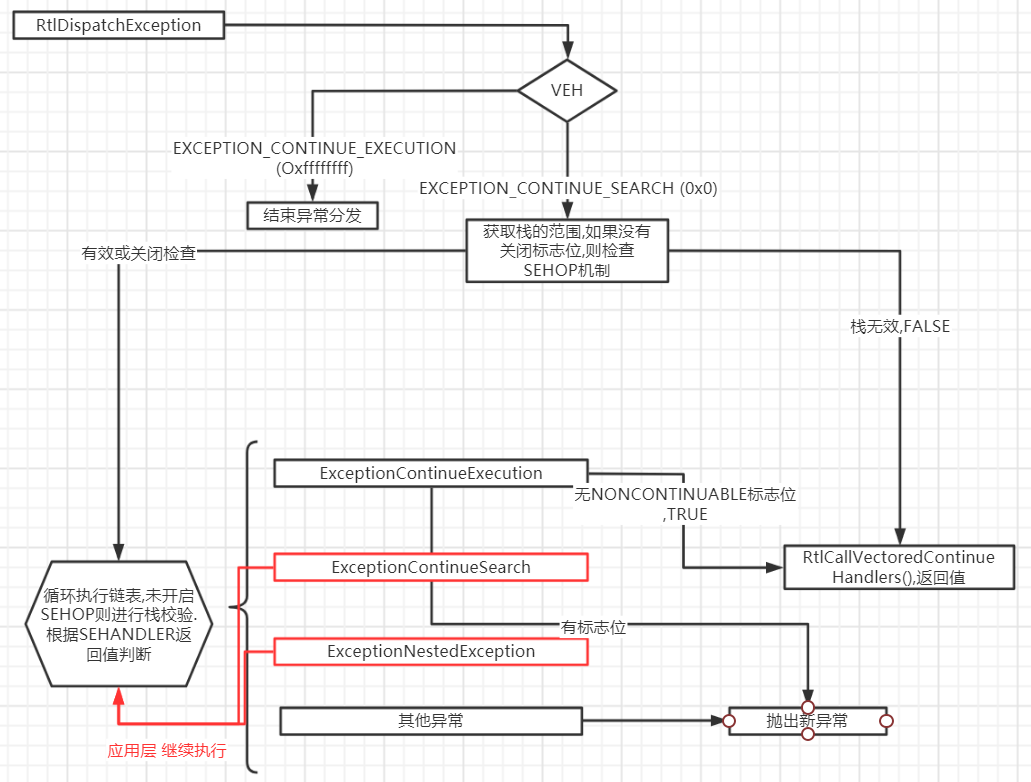 RtlDispatchException
VEH
EXCEPTION_CONTINUE_EXECUTION
(Oxffffffff)
EXCEPTION_CONTINUE_SEARCH (0x0)
结束异常分发
获取栈的范围,如果没有
关闭标志位,则检查
SEHOP机制
有效或关闭检查
栈无效,FALSE
ExceptionContinueExecution
无NONCONTINUABLE标志位
,TRUE
ExceptionContinueSearch
RtlCallVectoredContinue
Handlers(),返回值
循环执行链表,未开启
SEHOP则进行栈校验.
根据SEHANDLER返
回值判断
有标志位
ExceptionNestedException
其他异常
抛出新异常
应用层 继续执行